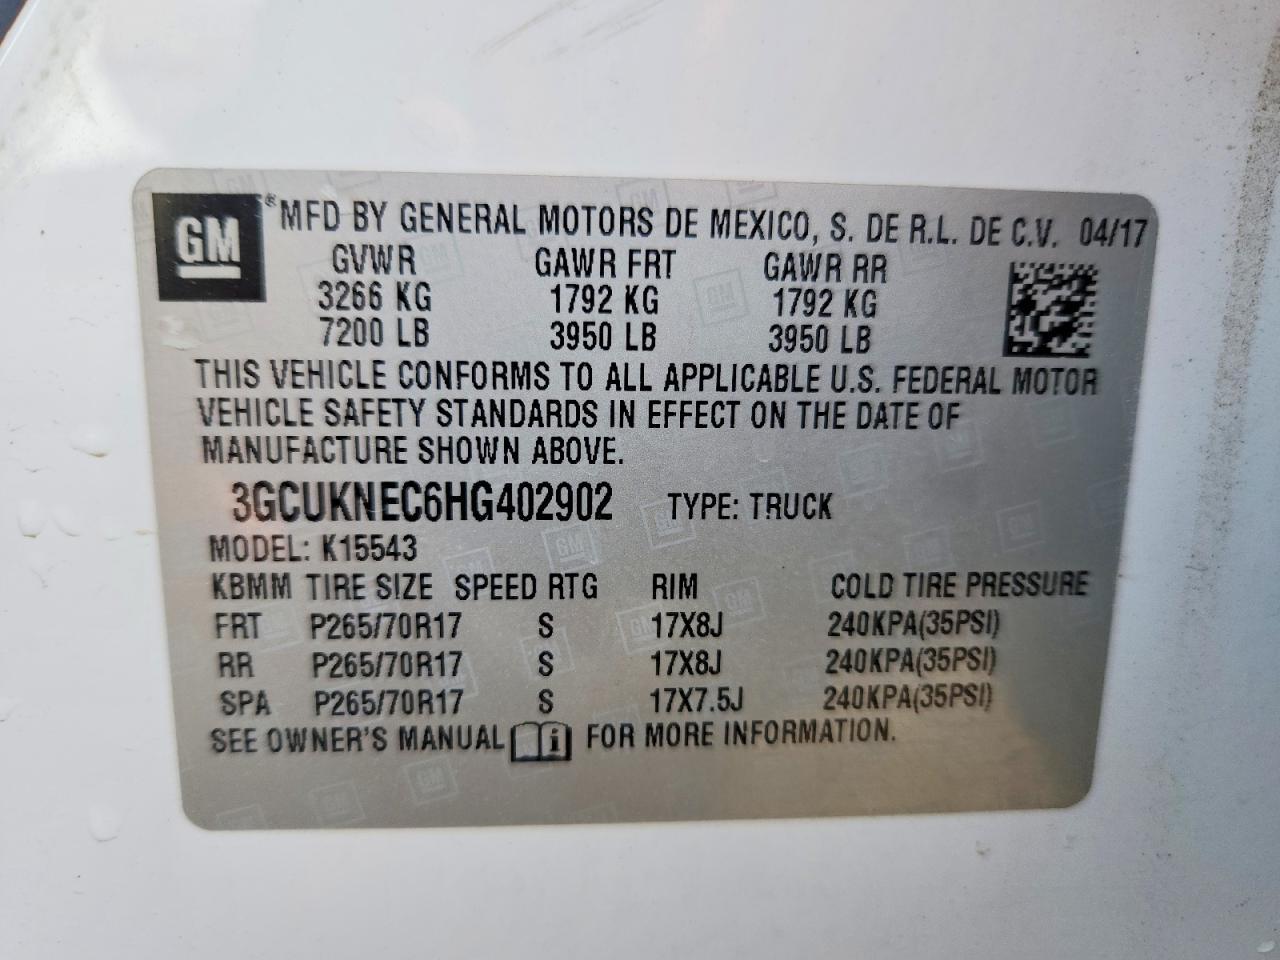 GM ® MFD BY GENERAL MOTORS DE MEXICO, S. DE R.L. DE C.V. 04/17
GVWR GAWR FRT GAWR RR
3266 KG 1792 KG 1792 KG
7200 LB 3950 LB 3950 LB
THIS VEHICLE CONFORMS TO ALL APPLICABLE U.S. FEDERAL MOTOR
VEHICLE SAFETY STANDARDS IN EFFECT ON THE DATE OF
MANUFACTURE SHOWN ABOVE.
3GCUKNEC6HG402902 TYPE: TRUCK
MODEL: K15543
KBMM TIRE SIZE SPEED RTG RIM COLD TIRE PRESSURE
FRT P265/70R17 S 17X8J 240KPA(35PSI)
RR P265/70R17 S 17X8J 240KPA(35PSI)
SPA P265/70R17 S 17X7.5J 240KPA(35PSI)
SEE OWNER'S MANUAL i FOR MORE INFORMATION.